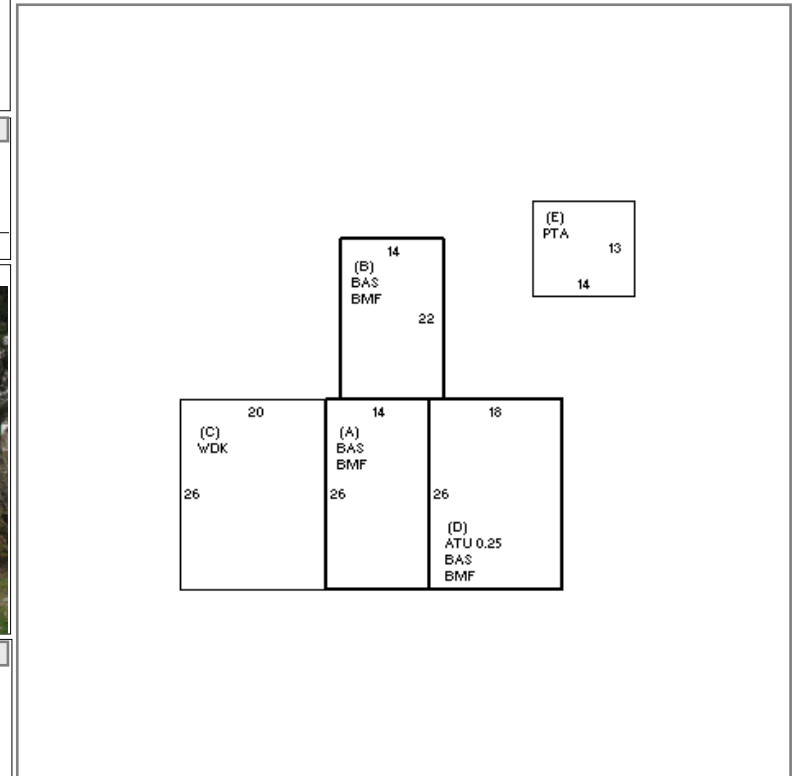 (E)
PTA
13
14
14
(B)
BAS
BMF
22
20
(C)
WDK
26
14
(A)
BAS
BMF
26
18
26
(D)
ATU 0.25
BAS
BMF